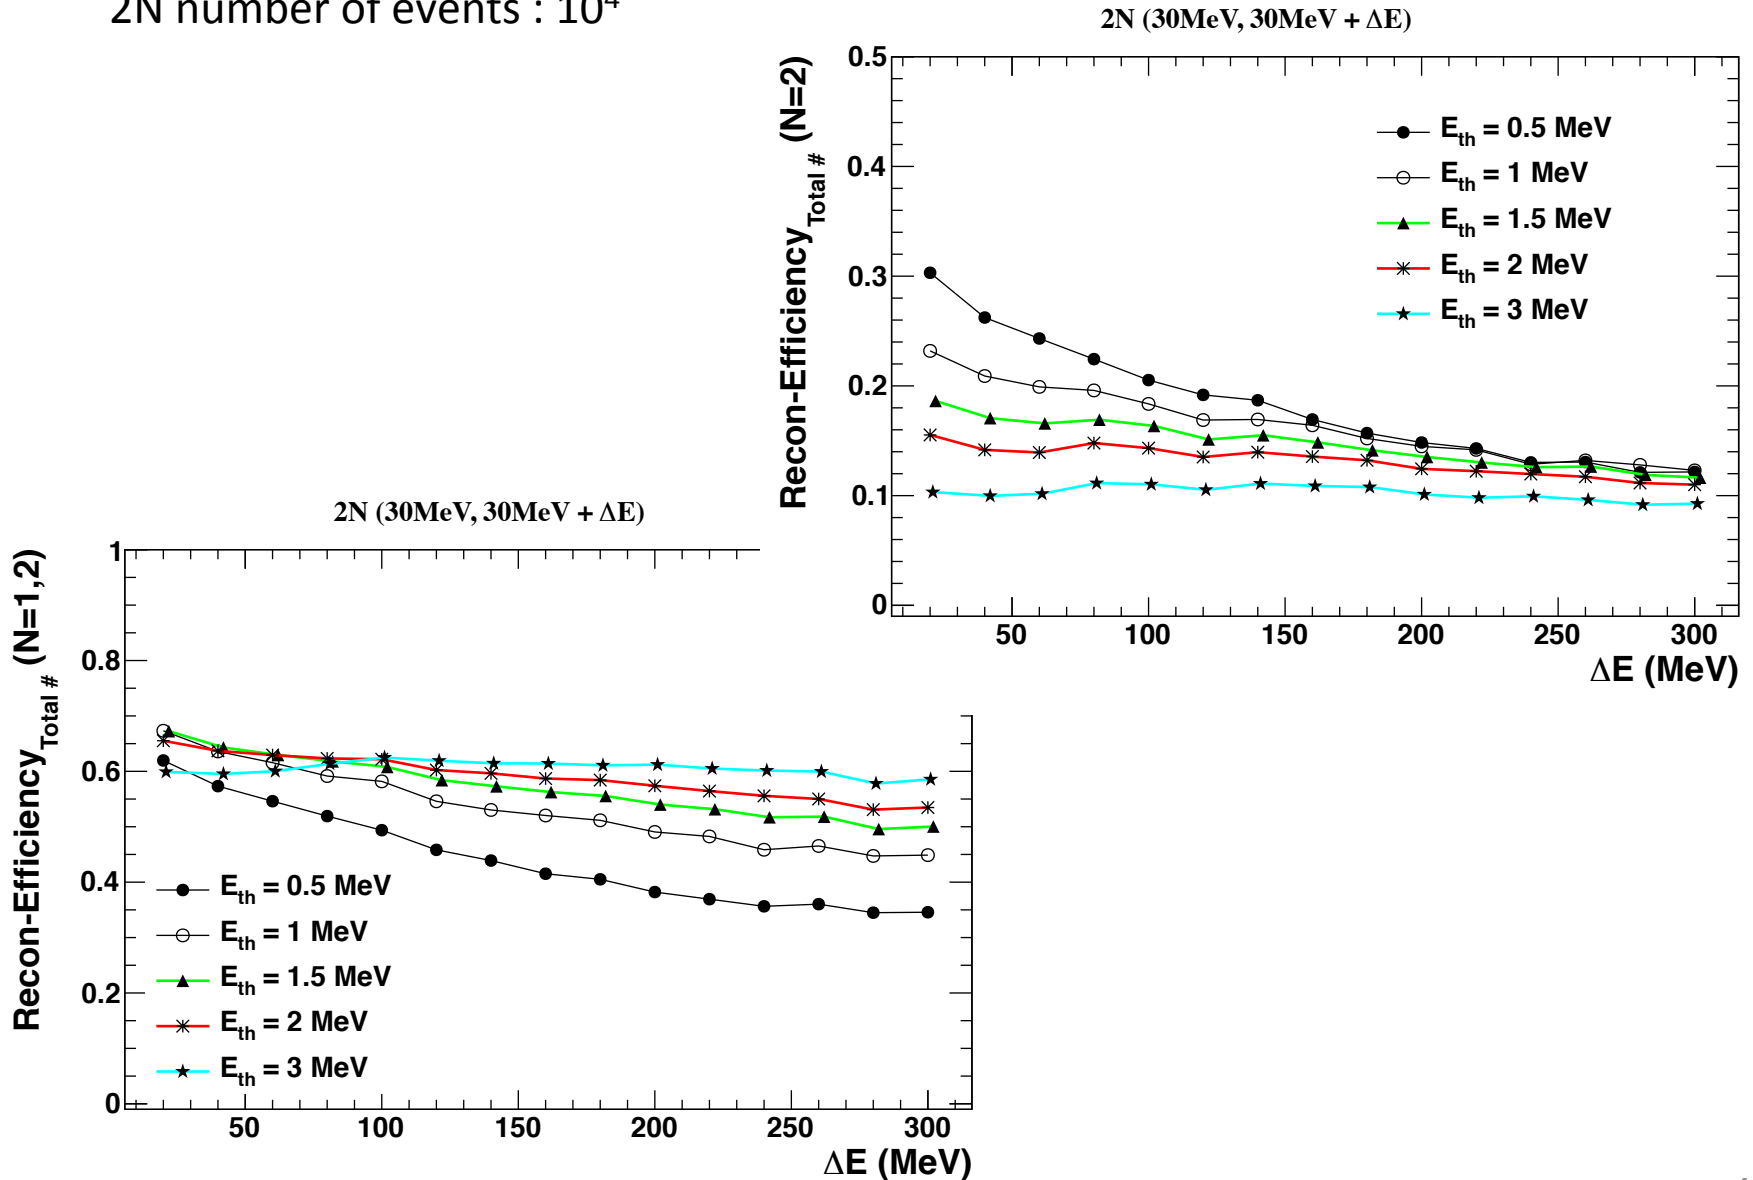 2N number of events : 10⁴
2N (30MeV, 30MeV + ΔE)
Recon-Efficiency_Total # (N=2)
0.5
0.4
0.3
0.2
0.1
0
E_th = 0.5 MeV
E_th = 1 MeV
E_th = 1.5 MeV
E_th = 2 MeV
E_th = 3 MeV
50 100 150 200 250 300
ΔE (MeV)
2N (30MeV, 30MeV + ΔE)
Recon-Efficiency_Total # (N=1,2)
1
0.8
0.6
0.4
0.2
0
E_th = 0.5 MeV
E_th = 1 MeV
E_th = 1.5 MeV
E_th = 2 MeV
E_th = 3 MeV
50 100 150 200 250 300
ΔE (MeV)